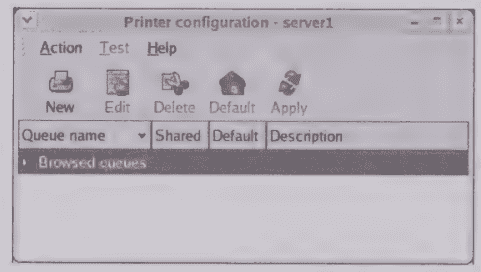 Printer configuration - server1
Action Test Help
New Edit Delete Default Apply
Queue name Shared Default Description
Browsed queues